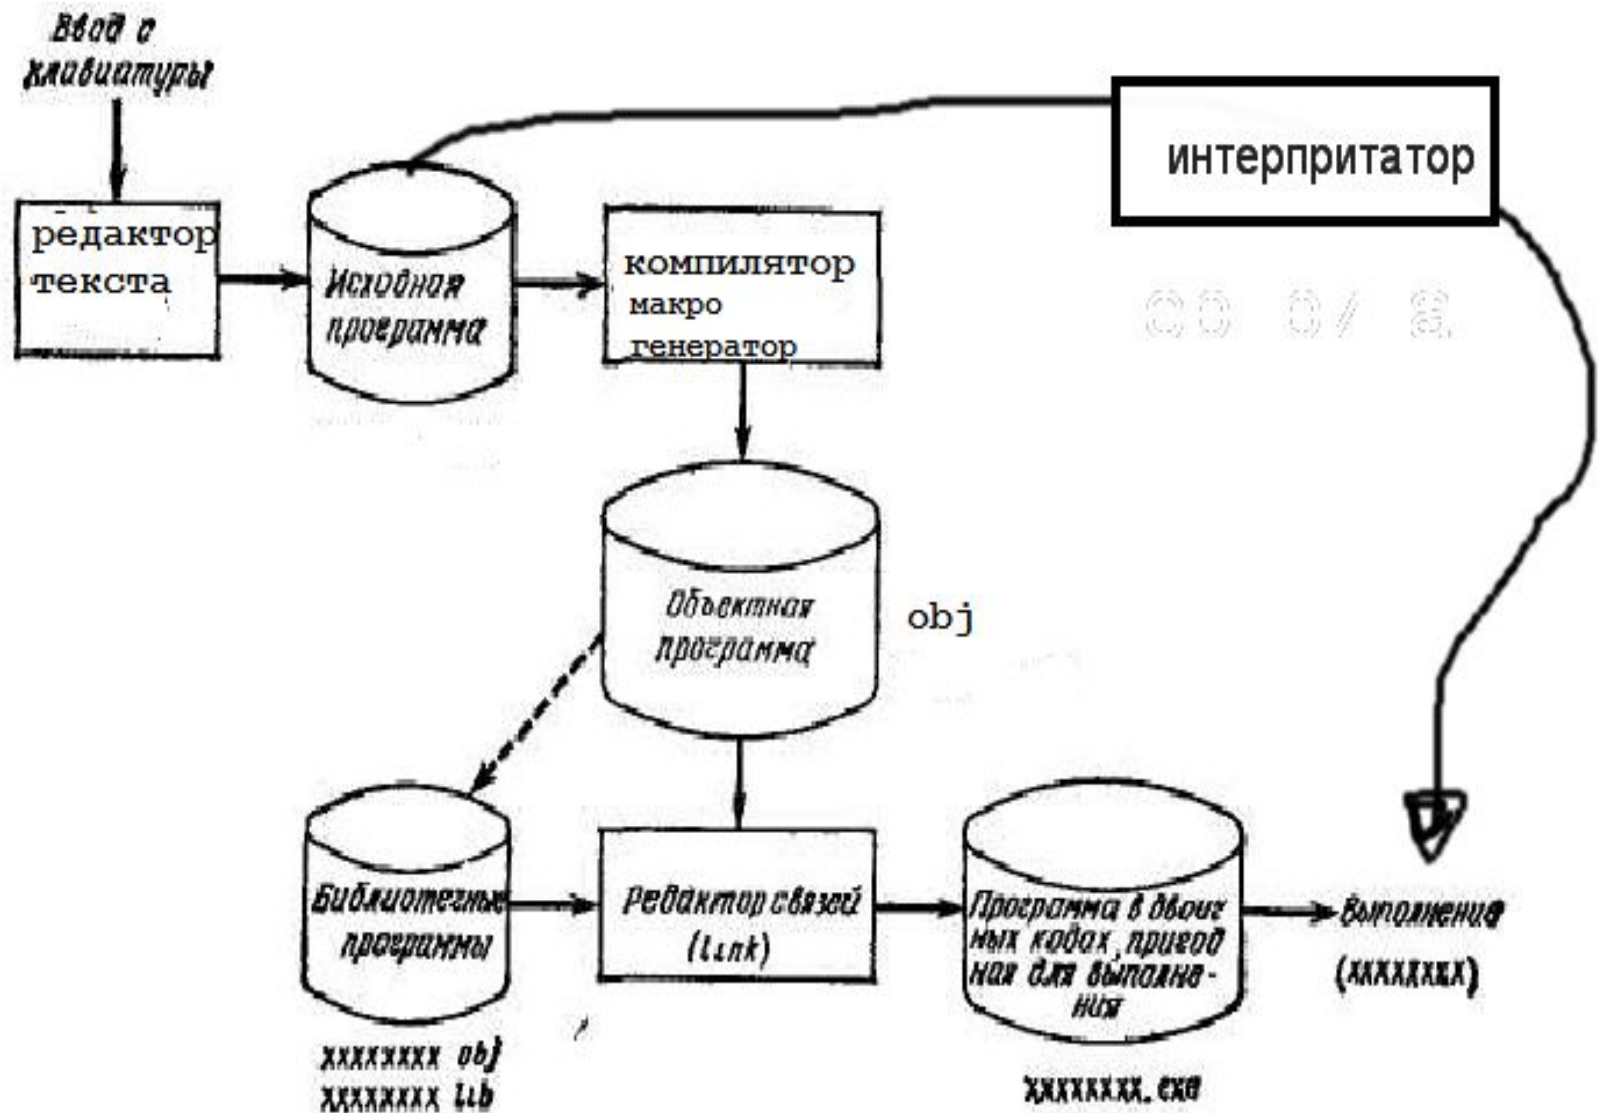 Ввод с
клавиатуры
редактор
текста
Исходная
программа
компилятор
макро
генератор
интерпритатор
Объектная
программа
obj
Библиотечные
программы
xxxxxxxx obj
xxxxxxxx lib
Редактор связей
(link)
Программа в двоич
ных кодах, пригод
ная для выполне-
ния
xxxxxxxx.exe
Выполнение
(xxxxxxxx)